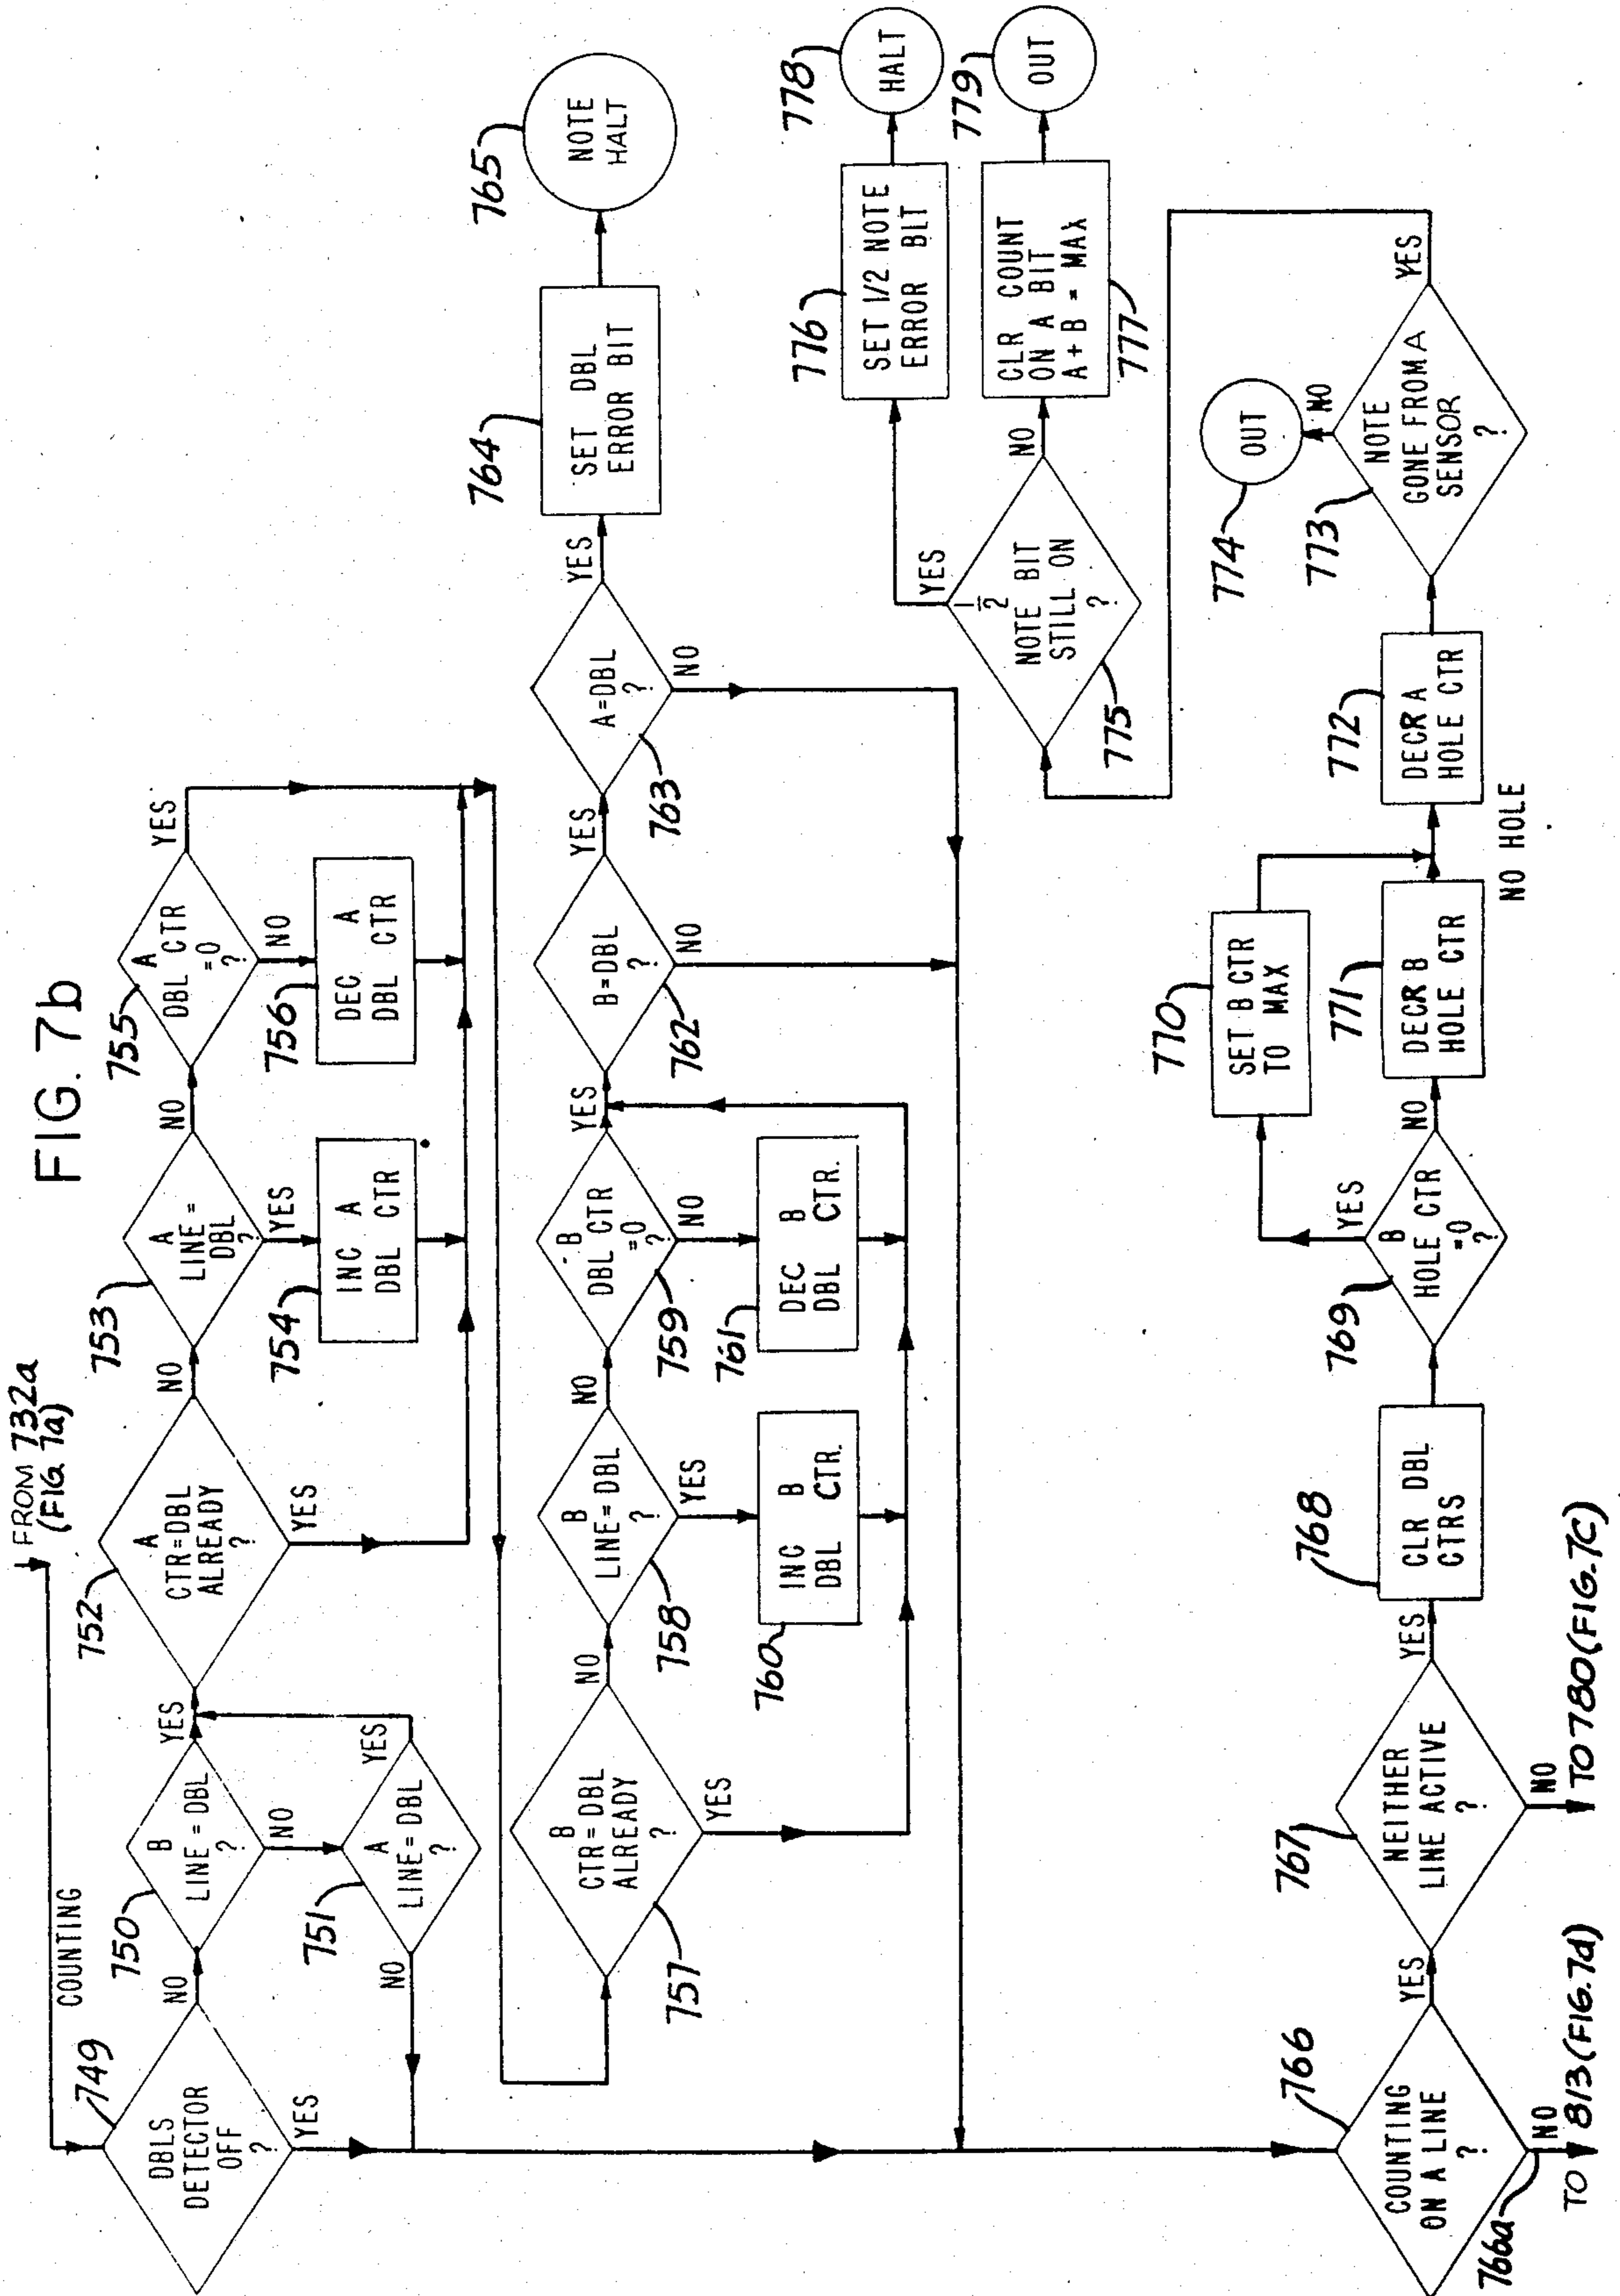 FIG. 7b
FROM 732a
(FIG 7a)
COUNTING
749
DBLS
DETECTOR
OFF
?
YES
NO
750
B
LINE = DBL
?
YES
NO
751
A
LINE = DBL
?
YES
NO
752
A
CTR=DBL
ALREADY
?
YES
NO
753
A
LINE =
DBL
?
YES
NO
754
INC A
DBL CTR
755
A
DBL CTR
=0
?
YES
NO
756
DEC A
DBL CTR
757
B
CTR=DBL
ALREADY
?
YES
NO
758
B
LINE=DBL
?
YES
NO
760
INC B
DBL CTR.
759
B
DBL CTR
=0
?
YES
NO
761
DEC B
DBL CTR.
762
B=DBL
?
YES
NO
763
A=DBL
?
YES
NO
764
SET DBL
ERROR BIT
765
NOTE
HALT
766
COUNTING
ON A LINE
?
YES
766a
NO
TO 813 (FIG.7d)
767
NEITHER
LINE ACTIVE
?
YES
NO
TO 780 (FIG.7C)
768
CLR DBL
CTRS
769
B
HOLE CTR
=0
?
YES
NO
770
SET B CTR
TO MAX
771
DECR B
HOLE CTR
NO HOLE
772
DECR A
HOLE CTR
773
NOTE
GONE FROM A
SENSOR
?
NO
YES
774
OUT
775
1/2
NOTE BIT
STILL ON
?
YES
NO
776
SET 1/2 NOTE
ERROR BLT
777
CLR COUNT
ON A BIT
A + B = MAX
778
HALT
779
OUT